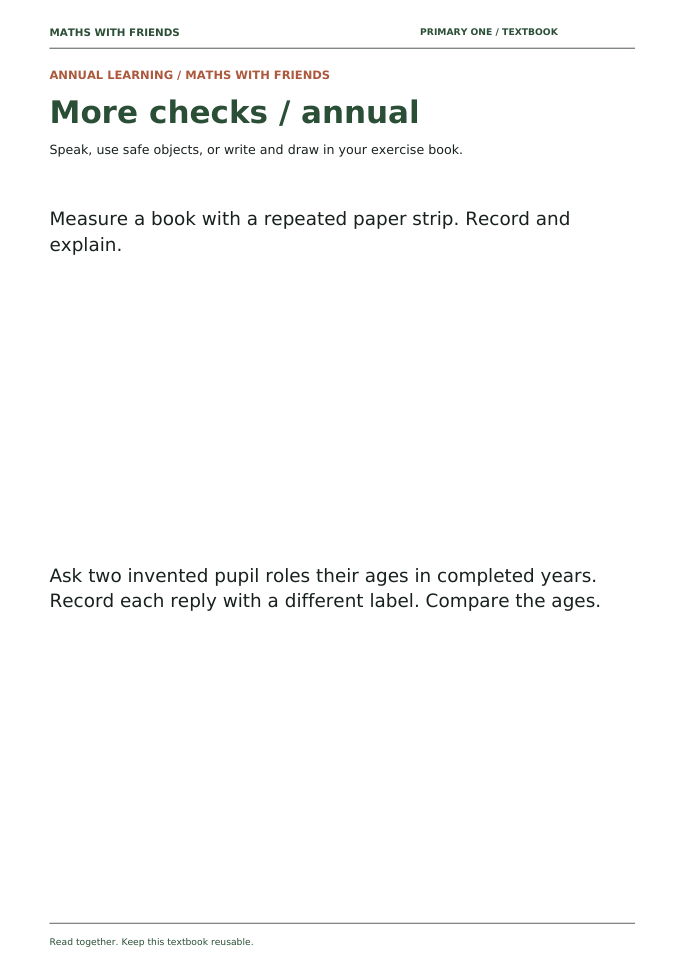 MATHS WITH FRIENDS
PRIMARY ONE / TEXTBOOK
ANNUAL LEARNING / MATHS WITH FRIENDS
More checks / annual
Speak, use safe objects, or write and draw in your exercise book.
Measure a book with a repeated paper strip. Record and
explain.
Ask two invented pupil roles their ages in completed years.
Record each reply with a different label. Compare the ages.
Read together. Keep this textbook reusable.